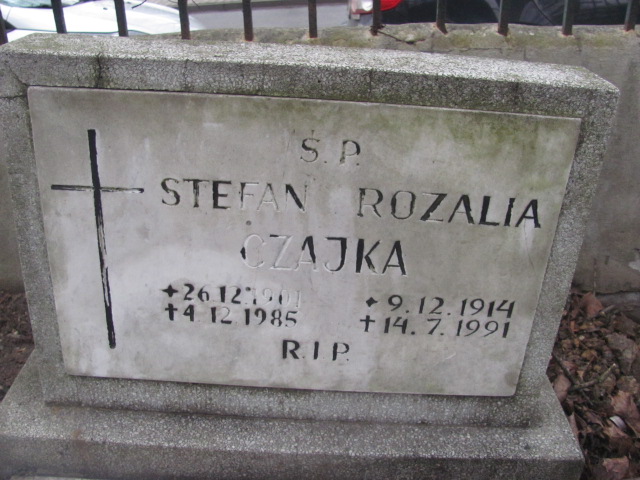 S.P.
STEFAN ROZALIA
CZAJKA
* 26.12.1901 * 9.12.1914
+ 4.12.1985 + 14.7.1991
R.I.P.